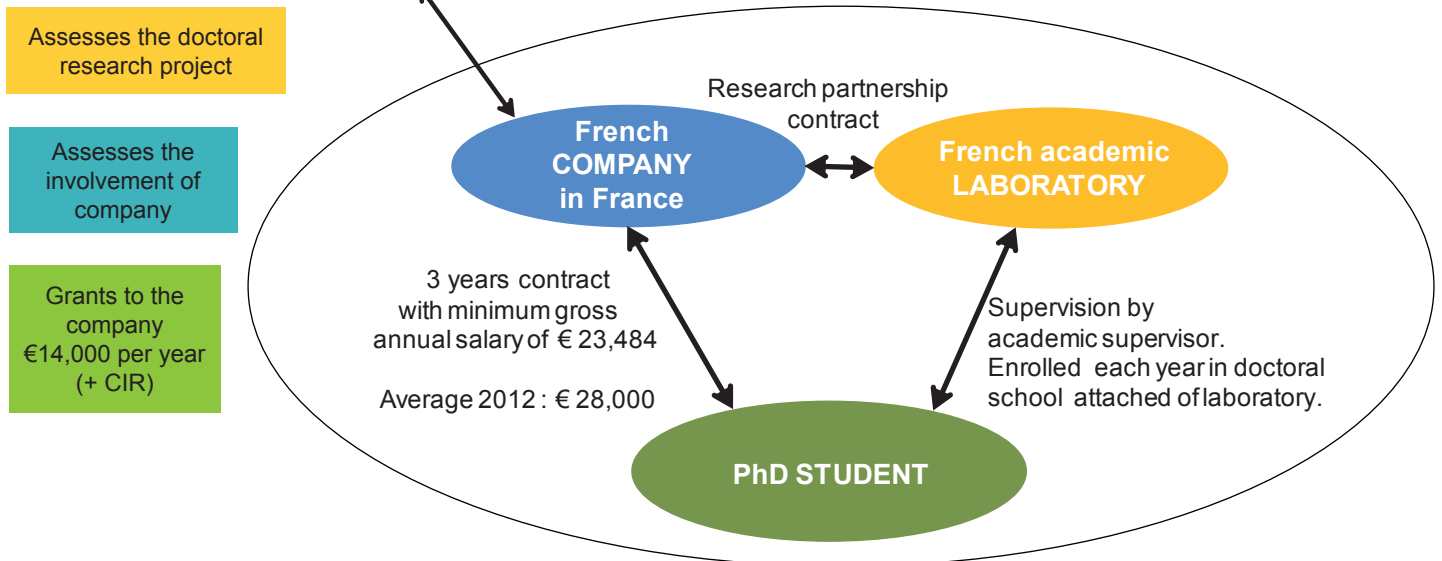 Assesses the doctoral
research project
Assesses the
involvement of
company
Grants to the
company
€14,000 per year
(+ CIR)
Research partnership
contract
French
COMPANY
in France
French academic
LABORATORY
3 years contract
with minimum gross
annual salary of € 23,484
Average 2012 : € 28,000
Supervision by
academic supervisor.
Enrolled each year in doctoral
school attached of laboratory.
PhD STUDENT